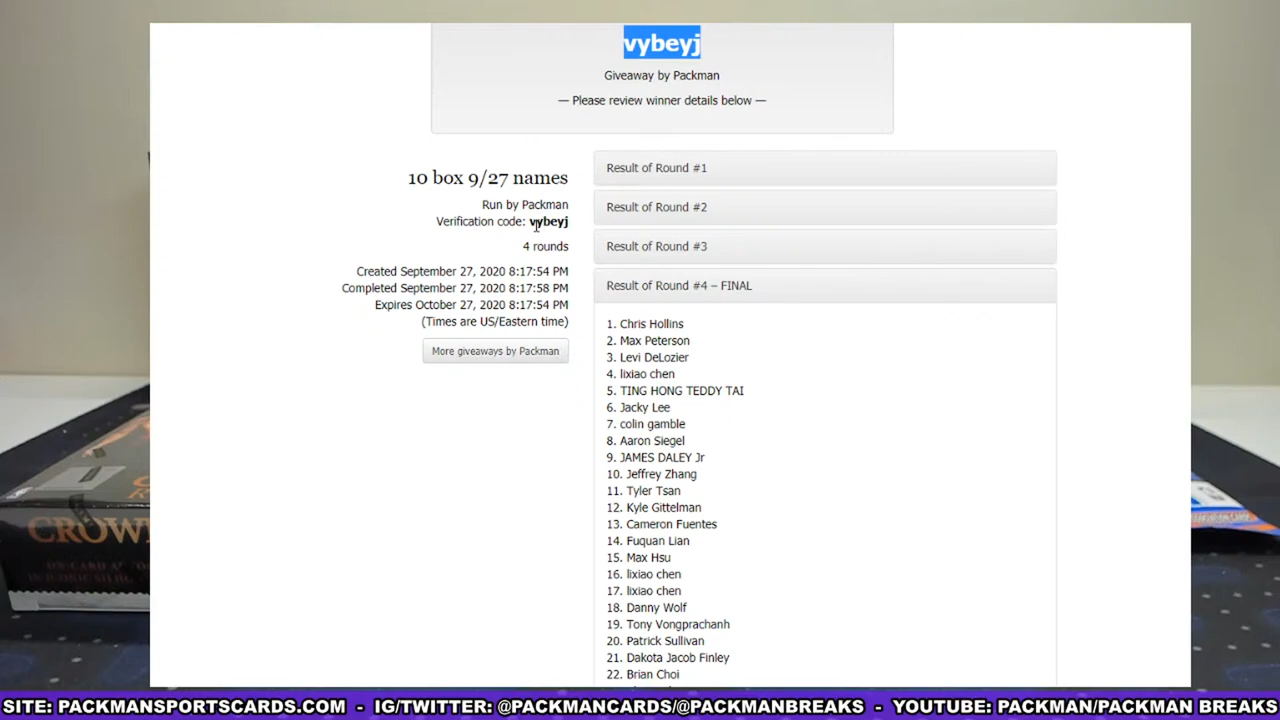 vybeyj
Giveaway by Packman
— Please review winner details below —
10 box 9/27 names
Run by Packman
Verification code: vybeyj
4 rounds
Created September 27, 2020 8:17:54 PM
Completed September 27, 2020 8:17:58 PM
Expires October 27, 2020 8:17:54 PM
(Times are US/Eastern time)
More giveaways by Packman
Result of Round #1
Result of Round #2
Result of Round #3
Result of Round #4 – FINAL
1. Chris Hollins
2. Max Peterson
3. Levi DeLozier
4. lixiao chen
5. TING HONG TEDDY TAI
6. Jacky Lee
7. colin gamble
8. Aaron Siegel
9. JAMES DALEY Jr
10. Jeffrey Zhang
11. Tyler Tsan
12. Kyle Gittelman
13. Cameron Fuentes
14. Fuquan Lian
15. Max Hsu
16. lixiao chen
17. lixiao chen
18. Danny Wolf
19. Tony Vongprachanh
20. Patrick Sullivan
21. Dakota Jacob Finley
22. Brian Choi
CROW
SITE: PACKMANSPORTSCARDS.COM - IG/TWITTER: @PACKMANCARDS/@PACKMANBREAKS - YOUTUBE: PACKMAN/PACKMAN BREAKS